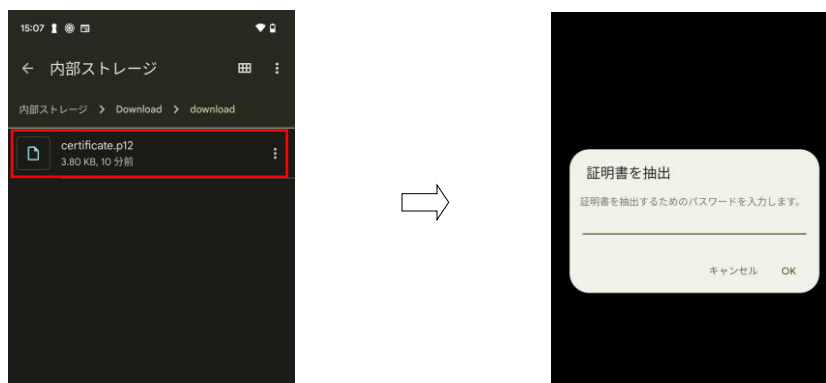 15:07
内部ストレージ
内部ストレージ > Download > download
certificate.p12
3.80 KB, 10 分前
証明書を抽出
証明書を抽出するためのパスワードを入力します。
キャンセル OK